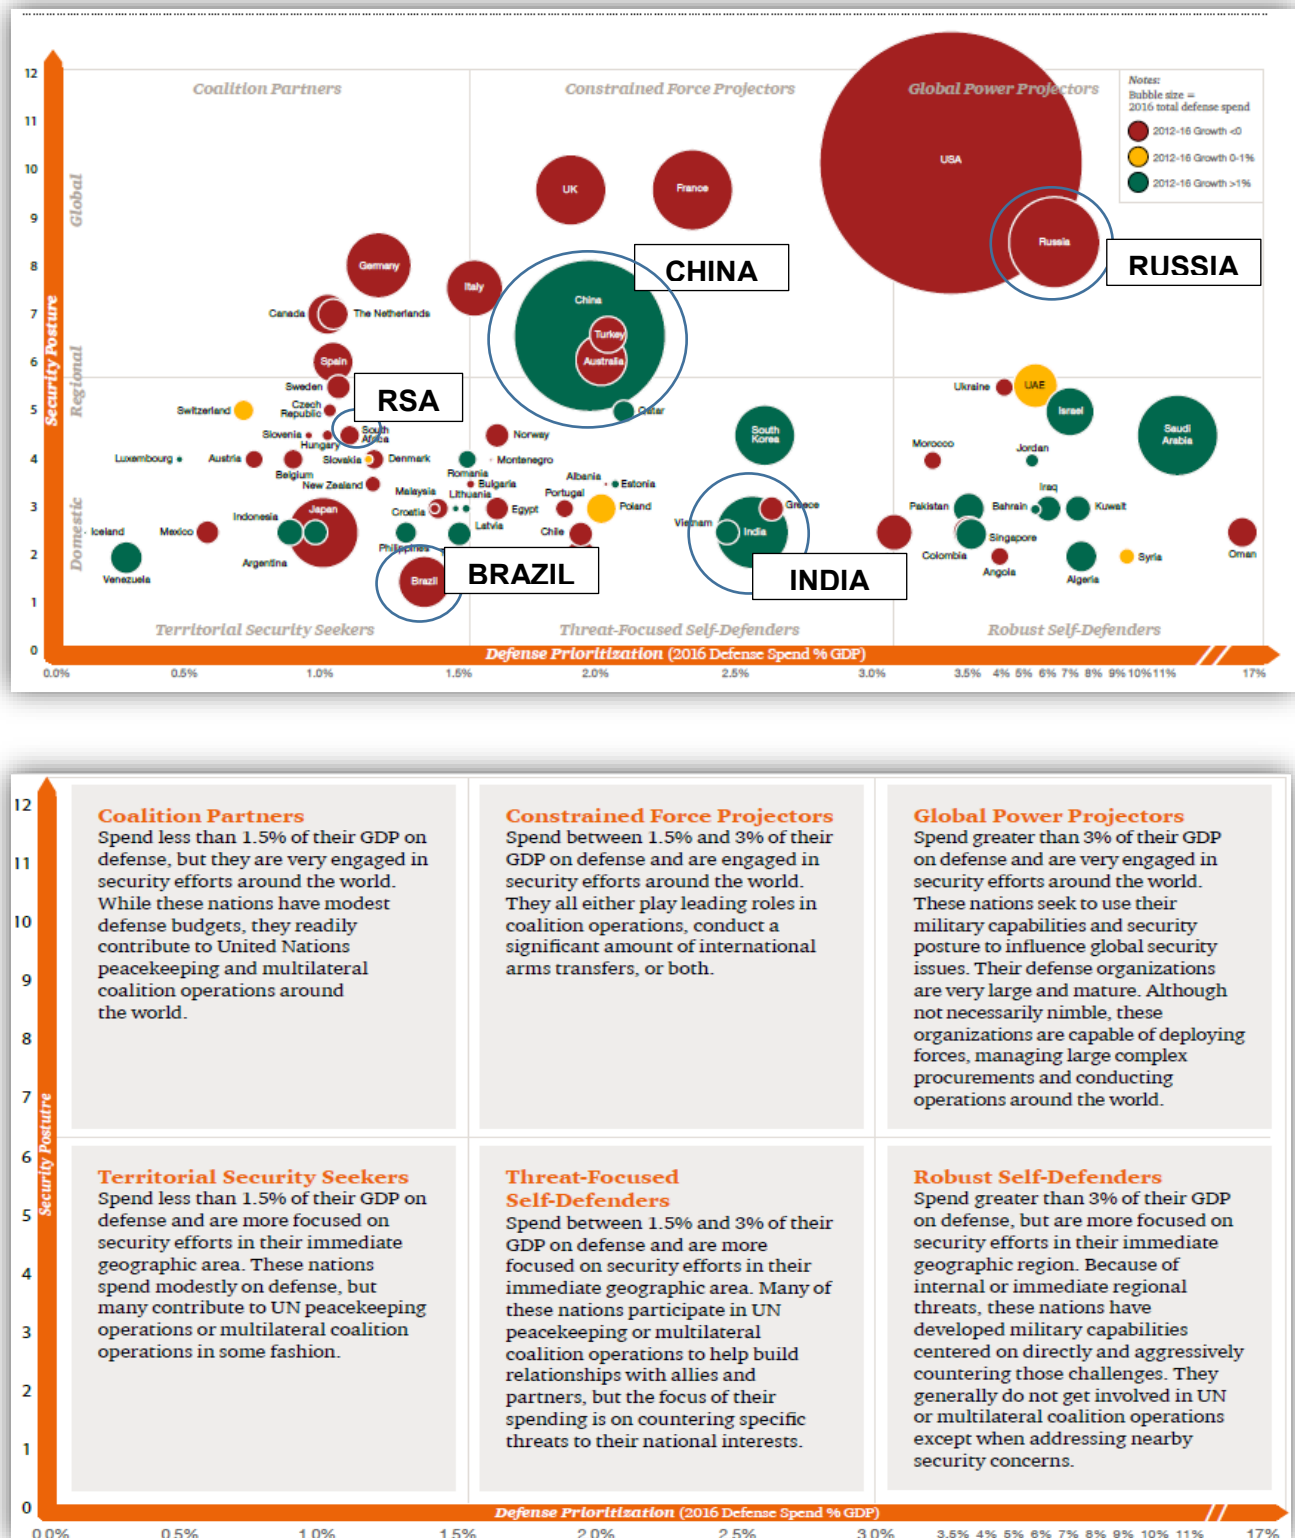 12
11
10
9
8
7
6
5
4
3
2
1
0
Security Posture
Global
Regional
Domestic
Coalition Partners
Constrained Force Projectors
Global Power Projectors
Notes:
Bubble size =
2016 total defense spend
2012-16 Growth <0
2012-16 Growth 0-1%
2012-16 Growth >1%
USA
UK
France
Russia
RUSSIA
CHINA
Germany
Italy
China
Canada
The Netherlands
Turkey
Australia
Spain
Sweden
RSA
Ukraine
UAE
Switzerland
Czech
Republic
Qatar
Israel
Slovenia
Hungary
South
Africa
Norway
South
Korea
Saudi
Arabia
Luxembourg
Austria
Belgium
Slovakia
Denmark
Romania
Montenegro
Morocco
Jordan
New Zealand
Bulgaria
Albania
Estonia
Iraq
Malaysia
Lithuania
Portugal
Japan
Croatia
Egypt
Poland
Greece
Pakistan
Bahrain
Kuwait
Iceland
Mexico
Indonesia
Latvia
Chile
Vietnam
India
Singapore
Philippines
Colombia
Oman
Venezuela
Argentina
Brazil
BRAZIL
INDIA
Angola
Algeria
Syria
Territorial Security Seekers
Threat-Focused Self-Defenders
Robust Self-Defenders
Defense Prioritization (2016 Defense Spend % GDP)
0.0% 0.5% 1.0% 1.5% 2.0% 2.5% 3.0% 3.5% 4% 5% 6% 7% 8% 9% 10% 11% 17%
12
11
10
9
8
7
6
5
4
3
2
1
0
Security Postutre
Coalition Partners
Spend less than 1.5% of their GDP on
defense, but they are very engaged in
security efforts around the world.
While these nations have modest
defense budgets, they readily
contribute to United Nations
peacekeeping and multilateral
coalition operations around
the world.
Constrained Force Projectors
Spend between 1.5% and 3% of their
GDP on defense and are engaged in
security efforts around the world.
They all either play leading roles in
coalition operations, conduct a
significant amount of international
arms transfers, or both.
Global Power Projectors
Spend greater than 3% of their GDP
on defense and are very engaged in
security efforts around the world.
These nations seek to use their
military capabilities and security
posture to influence global security
issues. Their defense organizations
are very large and mature. Although
not necessarily nimble, these
organizations are capable of deploying
forces, managing large complex
procurements and conducting
operations around the world.
Territorial Security Seekers
Spend less than 1.5% of their GDP on
defense and are more focused on
security efforts in their immediate
geographic area. These nations
spend modestly on defense, but
many contribute to UN peacekeeping
operations or multilateral coalition
operations in some fashion.
Threat-Focused
Self-Defenders
Spend between 1.5% and 3% of their
GDP on defense and are more
focused on security efforts in their
immediate geographic area. Many of
these nations participate in UN
peacekeeping or multilateral
coalition operations to help build
relationships with allies and
partners, but the focus of their
spending is on countering specific
threats to their national interests.
Robust Self-Defenders
Spend greater than 3% of their GDP
on defense, but are more focused on
security efforts in their immediate
geographic region. Because of
internal or immediate regional
threats, these nations have
developed military capabilities
centered on directly and aggressively
countering those challenges. They
generally do not get involved in UN
or multilateral coalition operations
except when addressing nearby
security concerns.
Defense Prioritization (2016 Defense Spend % GDP)
0.0% 0.5% 1.0% 1.5% 2.0% 2.5% 3.0% 3.5% 4% 5% 6% 7% 8% 9% 10% 11% 17%